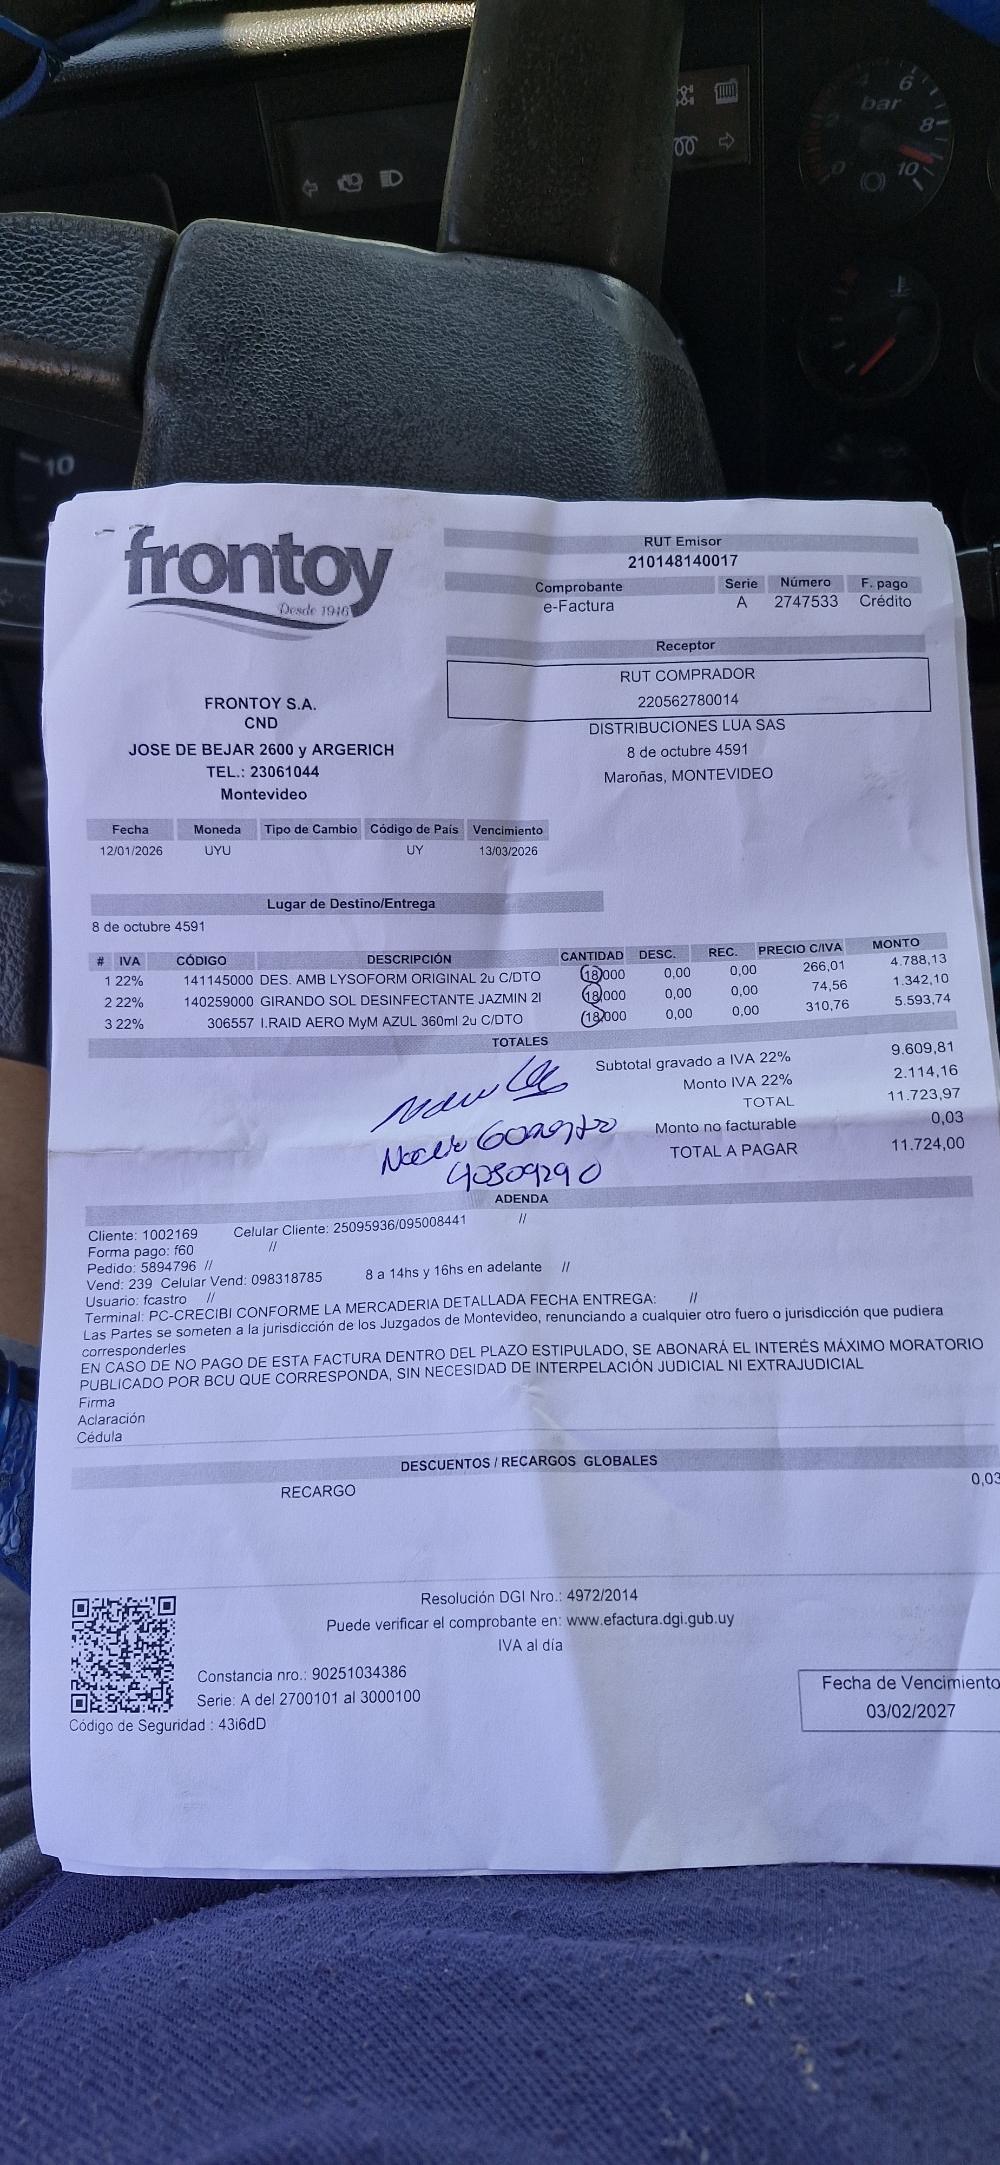 6
bar
8
10
0
10
frontoy
Desde 1916
RUT Emisor
210148140017
Comprobante Serie Número F. pago
e-Factura A 2747533 Crédito
Receptor
RUT COMPRADOR
220562780014
DISTRIBUCIONES LUA SAS
8 de octubre 4591
Maroñas, MONTEVIDEO
FRONTOY S.A.
CND
JOSE DE BEJAR 2600 y ARGERICH
TEL.: 23061044
Montevideo
Fecha Moneda Tipo de Cambio Código de País Vencimiento
12/01/2026 UYU UY 13/03/2026
Lugar de Destino/Entrega
8 de octubre 4591
# IVA CÓDIGO DESCRIPCIÓN CANTIDAD DESC. REC. PRECIO C/IVA MONTO
1 22% 141145000 DES. AMB LYSOFORM ORIGINAL 2u C/DTO 18,000 0,00 0,00 266,01 4.788,13
2 22% 140259000 GIRANDO SOL DESINFECTANTE JAZMIN 2l 18,000 0,00 0,00 74,56 1.342,10
3 22% 306557 I.RAID AERO MyM AZUL 360ml 2u C/DTO 18,000 0,00 0,00 310,76 5.593,74
TOTALES
Subtotal gravado a IVA 22% 9.609,81
Monto IVA 22% 2.114,16
TOTAL 11.723,97
Monto no facturable 0,03
TOTAL A PAGAR 11.724,00
ADENDA
Cliente: 1002169 Celular Cliente: 25095936/095008441 //
Forma pago: f60 //
Pedido: 5894796 //
Vend: 239 Celular Vend: 098318785 8 a 14hs y 16hs en adelante //
Usuario: fcastro //
Terminal: PC-CRECIBI CONFORME LA MERCADERIA DETALLADA FECHA ENTREGA: //
Las Partes se someten a la jurisdicción de los Juzgados de Montevideo, renunciando a cualquier otro fuero o jurisdicción que pudiera
corresponderles
EN CASO DE NO PAGO DE ESTA FACTURA DENTRO DEL PLAZO ESTIPULADO, SE ABONARÁ EL INTERÉS MÁXIMO MORATORIO
PUBLICADO POR BCU QUE CORRESPONDA, SIN NECESIDAD DE INTERPELACIÓN JUDICIAL NI EXTRAJUDICIAL
Firma
Aclaración
Cédula
DESCUENTOS / RECARGOS GLOBALES
RECARGO 0,03
Resolución DGI Nro.: 4972/2014
Puede verificar el comprobante en: www.efactura.dgi.gub.uy
IVA al día
Constancia nro.: 90251034386
Serie: A del 2700101 al 3000100
Código de Seguridad : 43i6dD
Fecha de Vencimiento
03/02/2027